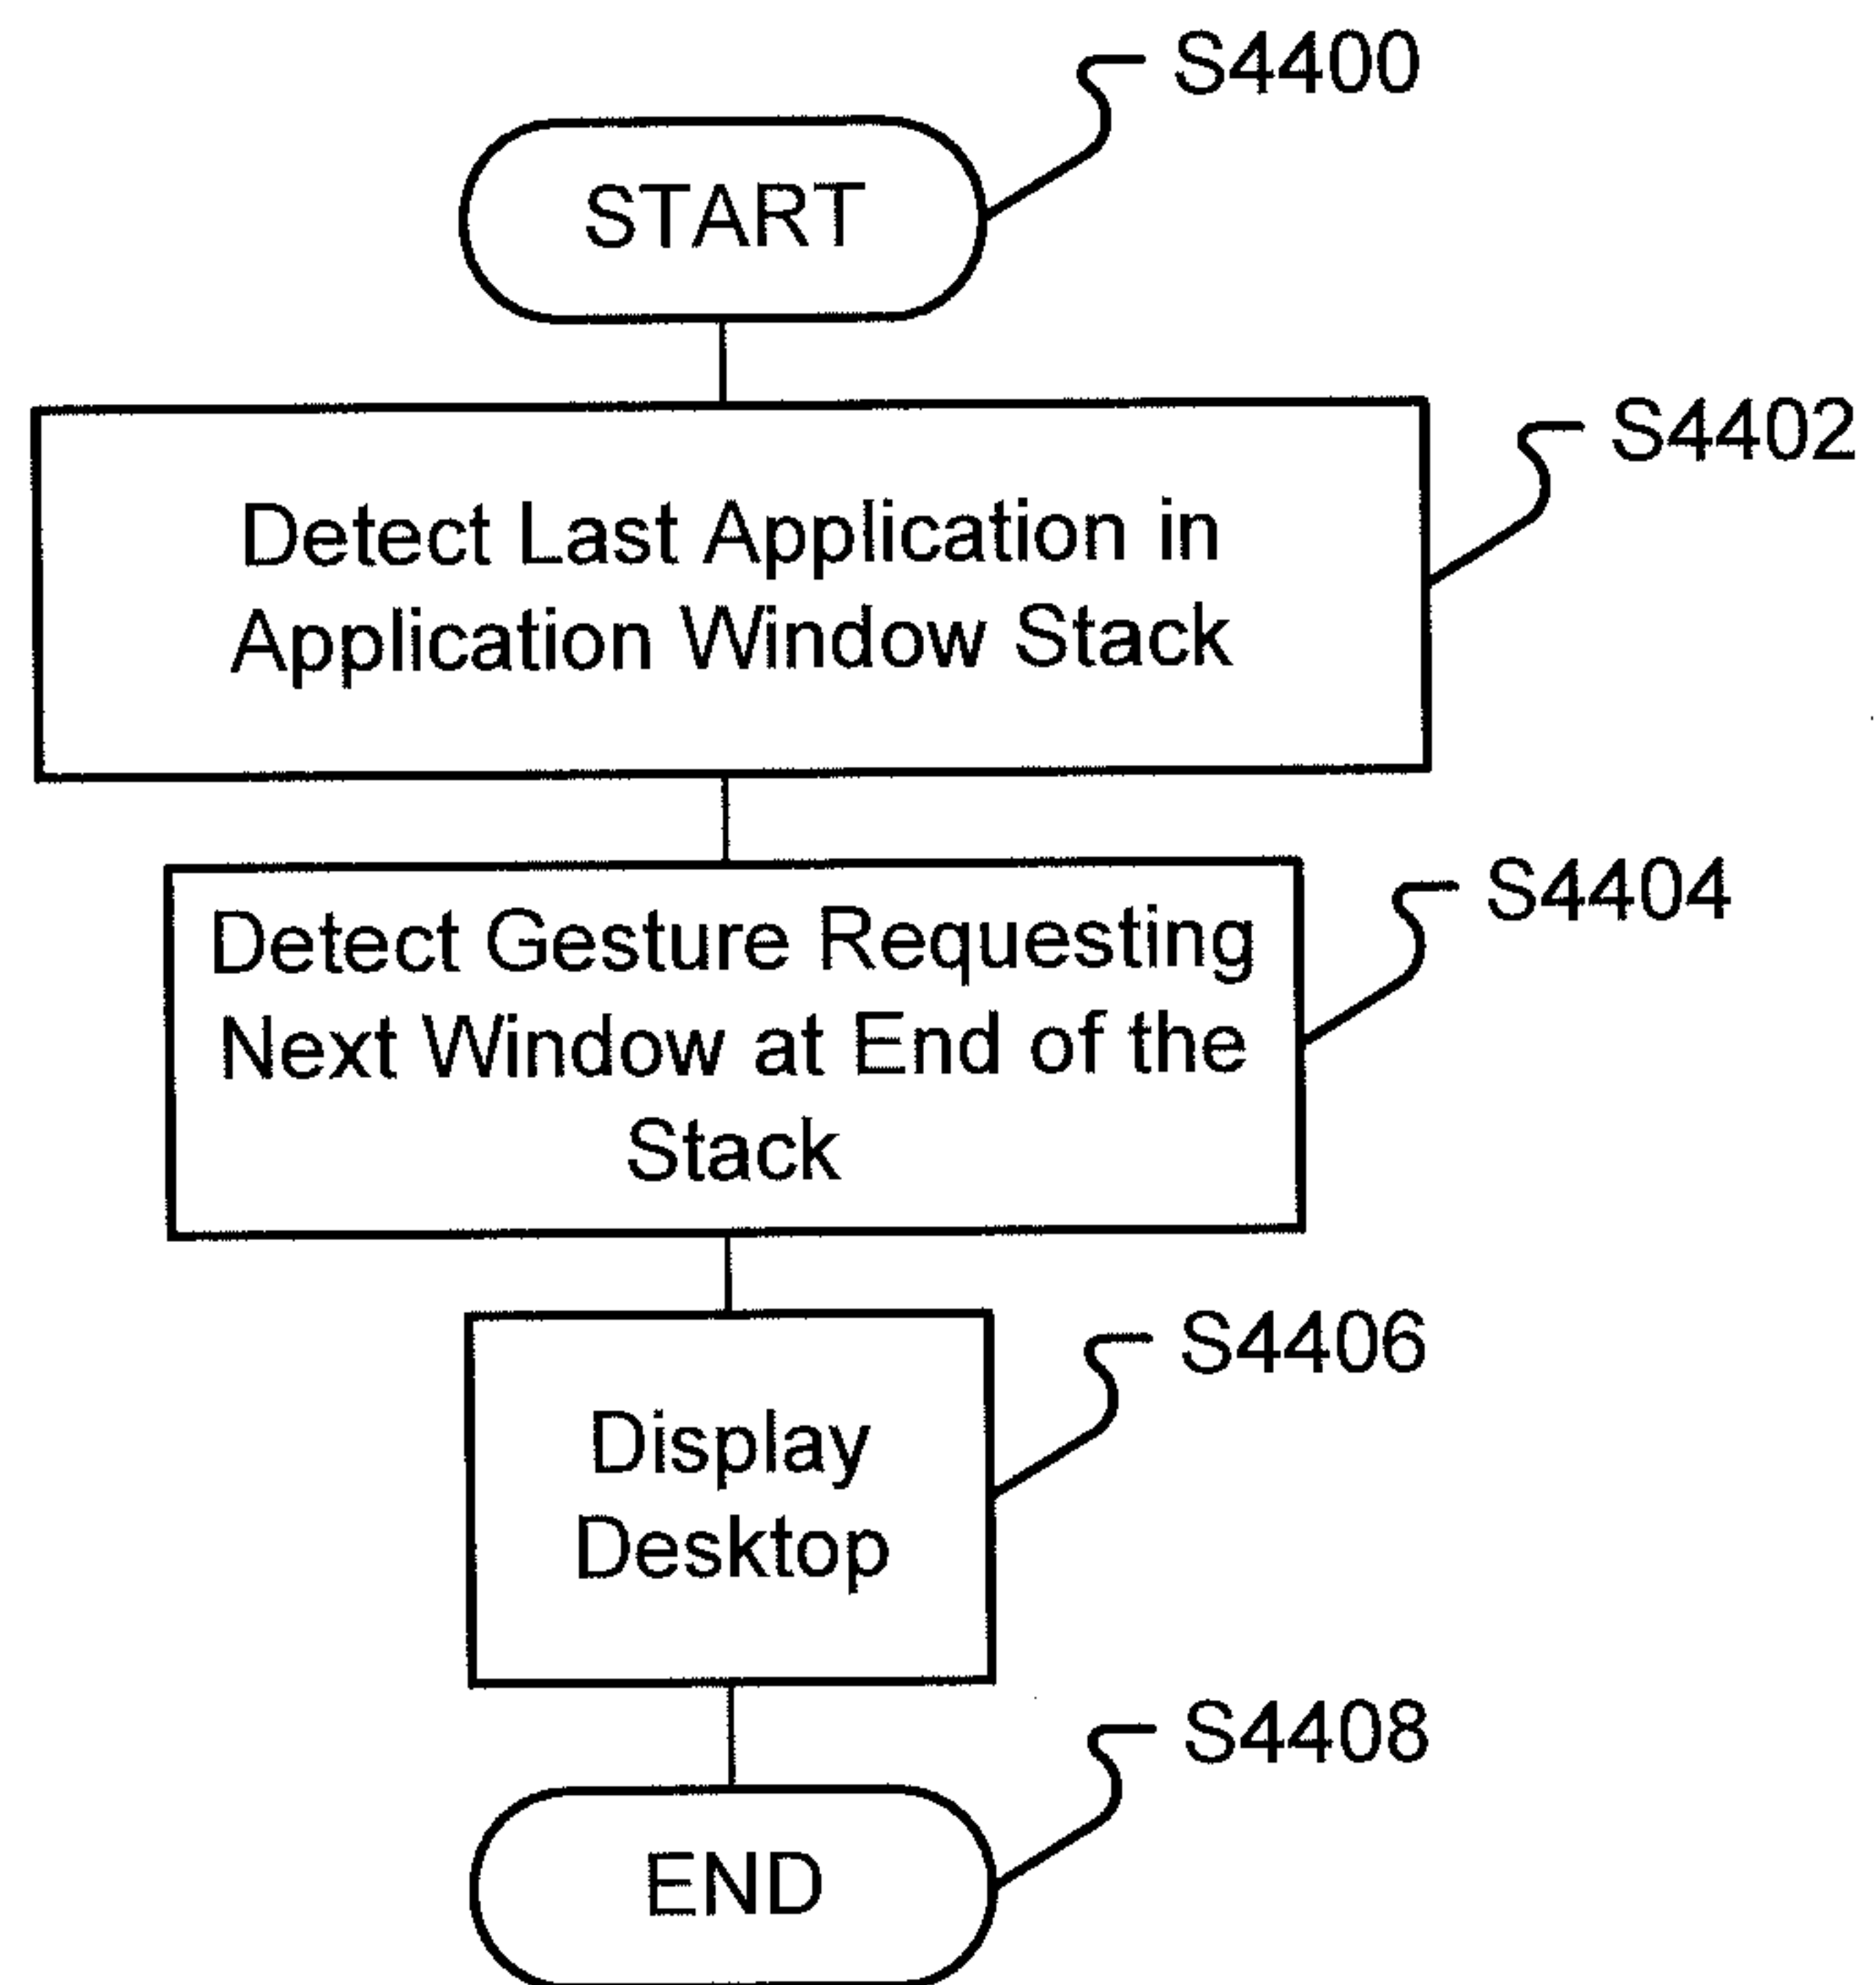 S4400
START
S4402
Detect Last Application in
Application Window Stack
S4404
Detect Gesture Requesting
Next Window at End of the
Stack
S4406
Display
Desktop
S4408
END